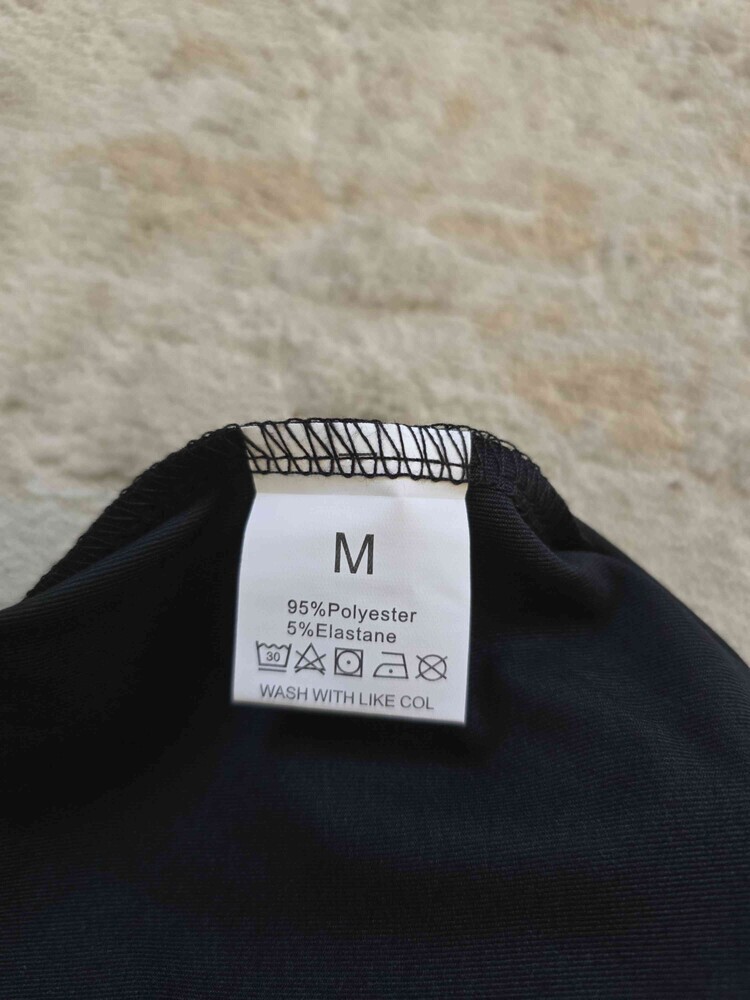 M
95%Polyester
5%Elastane
30
WASH WITH LIKE COL